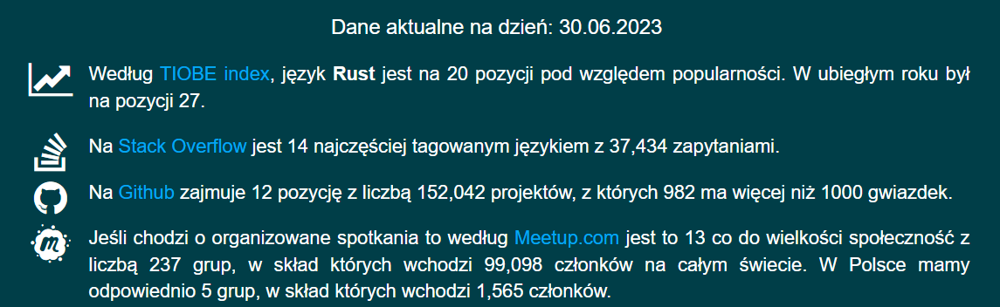 Dane aktualne na dzień: 30.06.2023
Według TIOBE index, język Rust jest na 20 pozycji pod względem popularności. W ubiegłym roku był
na pozycji 27.
Na Stack Overflow jest 14 najczęściej tagowanym językiem z 37,434 zapytaniami.
Na Github zajmuje 12 pozycję z liczbą 152,042 projektów, z których 982 ma więcej niż 1000 gwiazdek.
Jeśli chodzi o organizowane spotkania to według Meetup.com jest to 13 co do wielkości społeczność z
liczbą 237 grup, w skład których wchodzi 99,098 członków na całym świecie. W Polsce mamy
odpowiednio 5 grup, w skład których wchodzi 1,565 członków.